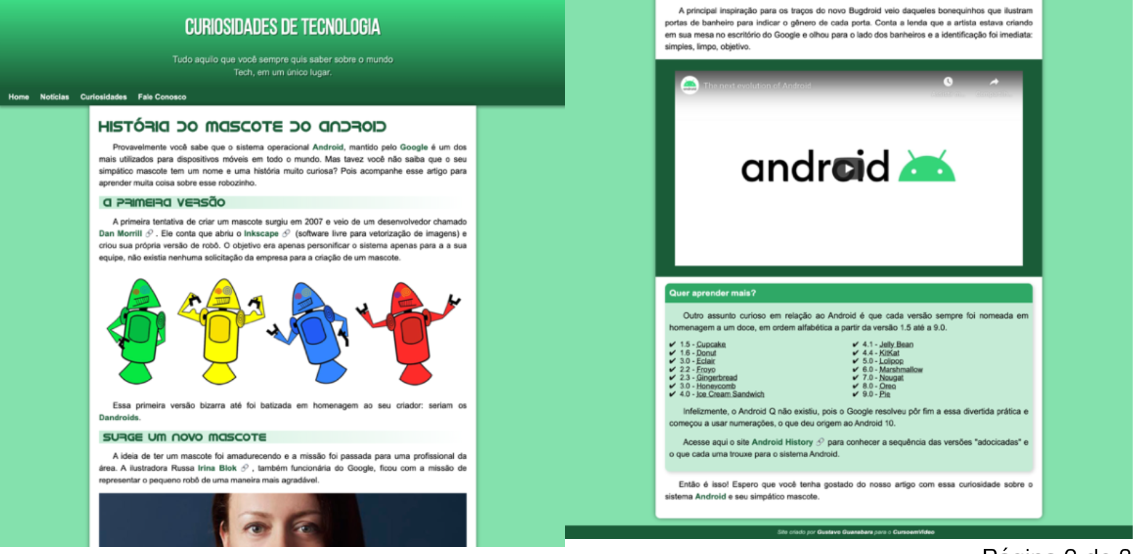 CURIOSIDADES DE TECNOLOGIA
Tudo aquilo que você sempre quis saber sobre o mundo
Tech, em um único lugar.
Home Notícias Curiosidades Fale Conosco
HISTÓRIA DO MASCOTE DO ANDROID
Provavelmente você sabe que o sistema operacional Android, mantido pelo Google é um dos
mais utilizados para dispositivos móveis em todo o mundo. Mas tavez você não saiba que o seu
simpático mascote tem um nome e uma história muito curiosa? Pois acompanhe esse artigo para
aprender muita coisa sobre esse robozinho.
A PRIMEIRA VERSÃO
A primeira tentativa de criar um mascote surgiu em 2007 e veio de um desenvolvedor chamado
Dan Morrill . Ele conta que abriu o Inkscape (software livre para vetorização de imagens) e
criou sua própria versão de robô. O objetivo era apenas personificar o sistema apenas para a a sua
equipe, não existia nenhuma solicitação da empresa para a criação de um mascote.
Essa primeira versão bizarra até foi batizada em homenagem ao seu criador: seriam os
Dandroids.
SURGE UM NOVO MASCOTE
A ideia de ter um mascote foi amadurecendo e a missão foi passada para uma profissional da
área. A ilustradora Russa Irina Blok , também funcionária do Google, ficou com a missão de
representar o pequeno robô de uma maneira mais agradável.
A principal inspiração para os traços do novo Bugdroid veio daqueles bonequinhos que ilustram
portas de banheiro para indicar o gênero de cada porta. Conta a lenda que a artista estava criando
em sua mesa no escritório do Google e olhou para o lado dos banheiros e a identificação foi imediata:
simples, limpo, objetivo.
The next evolution of Android
android
Quer aprender mais?
Outro assunto curioso em relação ao Android é que cada versão sempre foi nomeada em
homenagem a um doce, em ordem alfabética a partir da versão 1.5 até a 9.0.
✔ 1.5 - Cupcake
✔ 1.6 - Donut
✔ 3.0 - Eclair
✔ 2.2 - Froyo
✔ 2.3 - Gingerbread
✔ 3.0 - Honeycomb
✔ 4.0 - Ice Cream Sandwich
✔ 4.1 - Jelly Bean
✔ 4.4 - KitKat
✔ 5.0 - Lolipop
✔ 6.0 - Marshmallow
✔ 7.0 - Nougat
✔ 8.0 - Oreo
✔ 9.0 - Pie
Infelizmente, o Android Q não existiu, pois o Google resolveu pôr fim a essa divertida prática e
começou a usar numerações, o que deu origem ao Android 10.
Acesse aqui o site Android History para conhecer a sequência das versões "adocicadas" e
o que cada uma trouxe para o sistema Android.
Então é isso! Espero que você tenha gostado do nosso artigo com essa curiosidade sobre o
sistema Android e seu simpático mascote.
Site criado por Gustavo Guanabara para o CursoemVideo